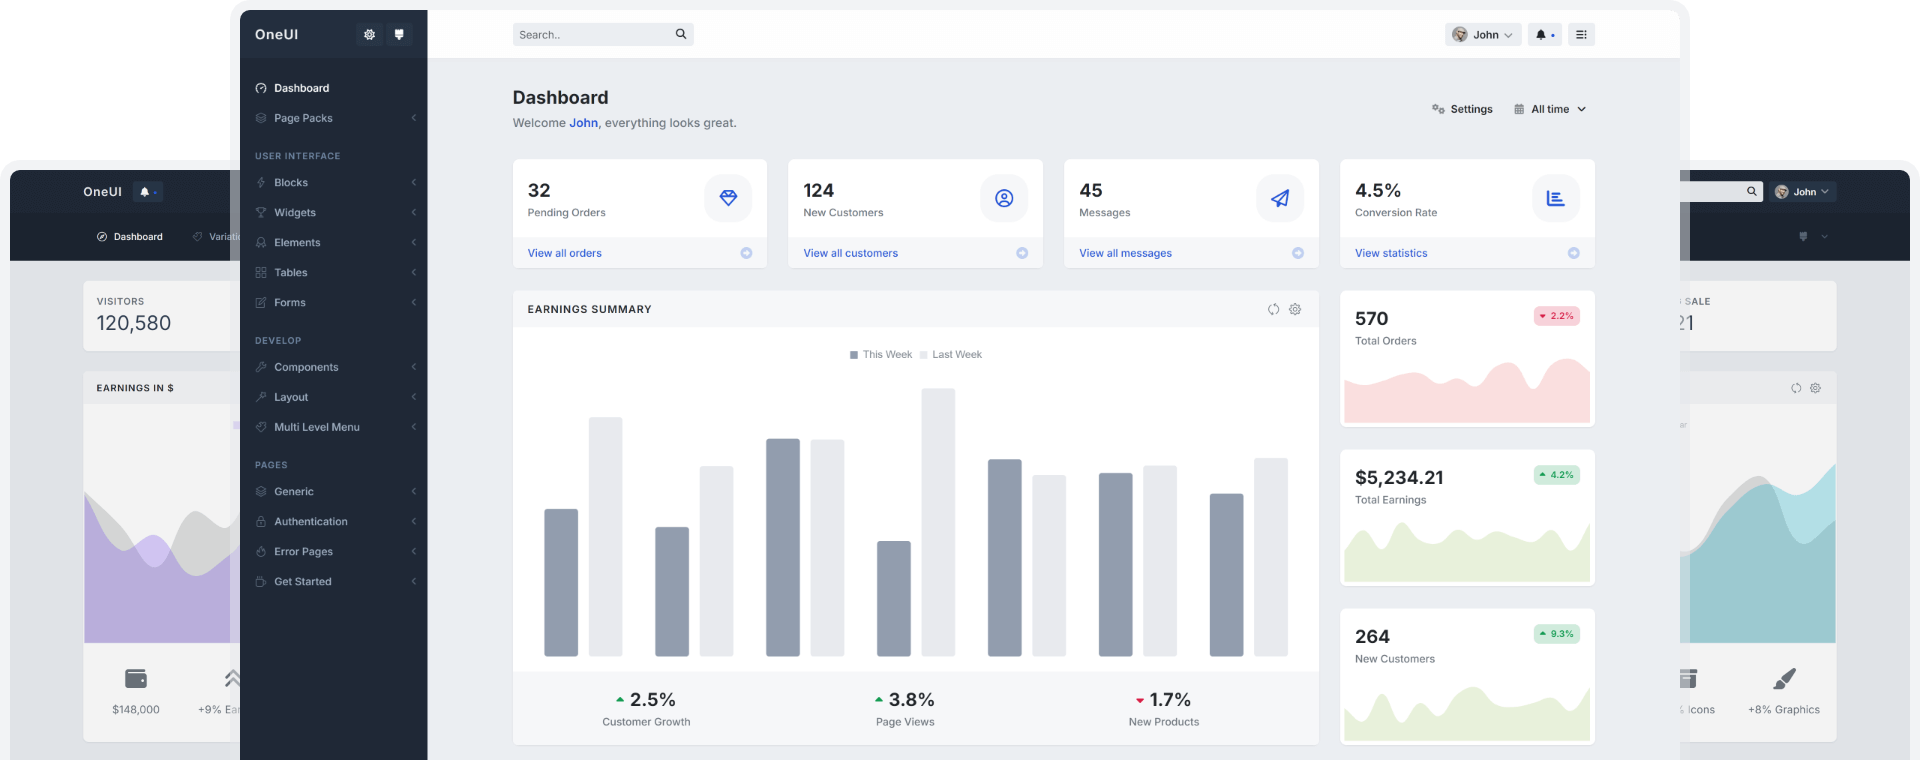 OneUI
Search..
John
Dashboard
Page Packs
USER INTERFACE
Blocks
Widgets
Elements
Tables
Forms
DEVELOP
Components
Layout
Multi Level Menu
PAGES
Generic
Authentication
Error Pages
Get Started
Dashboard
Welcome John, everything looks great.
Settings
All time
32
Pending Orders
View all orders
124
New Customers
View all customers
45
Messages
View all messages
4.5%
Conversion Rate
View statistics
EARNINGS SUMMARY
This Week
Last Week
2.5%
Customer Growth
3.8%
Page Views
1.7%
New Products
570
2.2%
Total Orders
$5,234.21
4.2%
Total Earnings
264
9.3%
New Customers
OneUI
Dashboard
VISITORS
120,580
EARNINGS IN $
$148,000
+9%
John
SALE
Icons
+8% Graphics